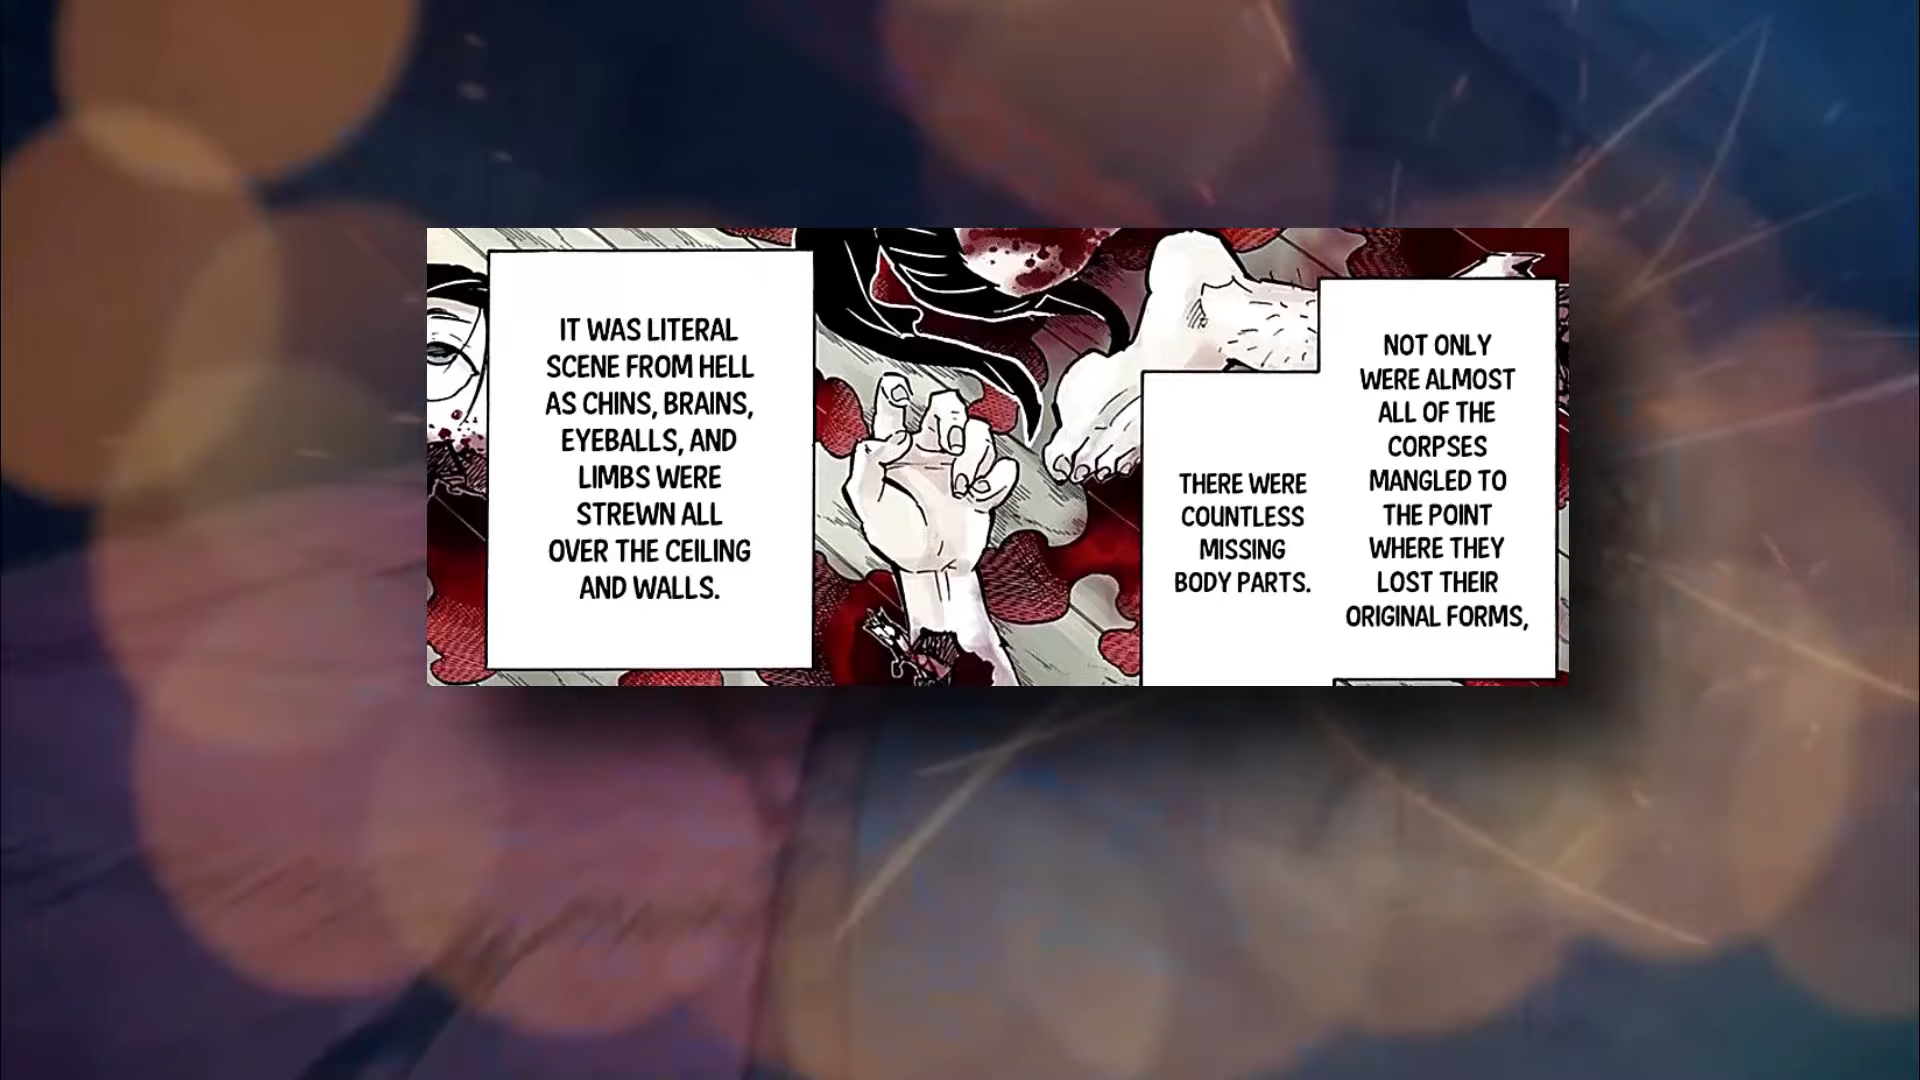 NOT ONLY
WERE ALMOST
ALL OF THE
CORPSES
MANGLED TO
THE POINT
WHERE THEY
LOST THEIR
ORIGINAL FORMS,
THERE WERE
COUNTLESS
MISSING
BODY PARTS.
IT WAS LITERAL
SCENE FROM HELL
AS CHINS, BRAINS,
EYEBALLS, AND
LIMBS WERE
STREWN ALL
OVER THE CEILING
AND WALLS.